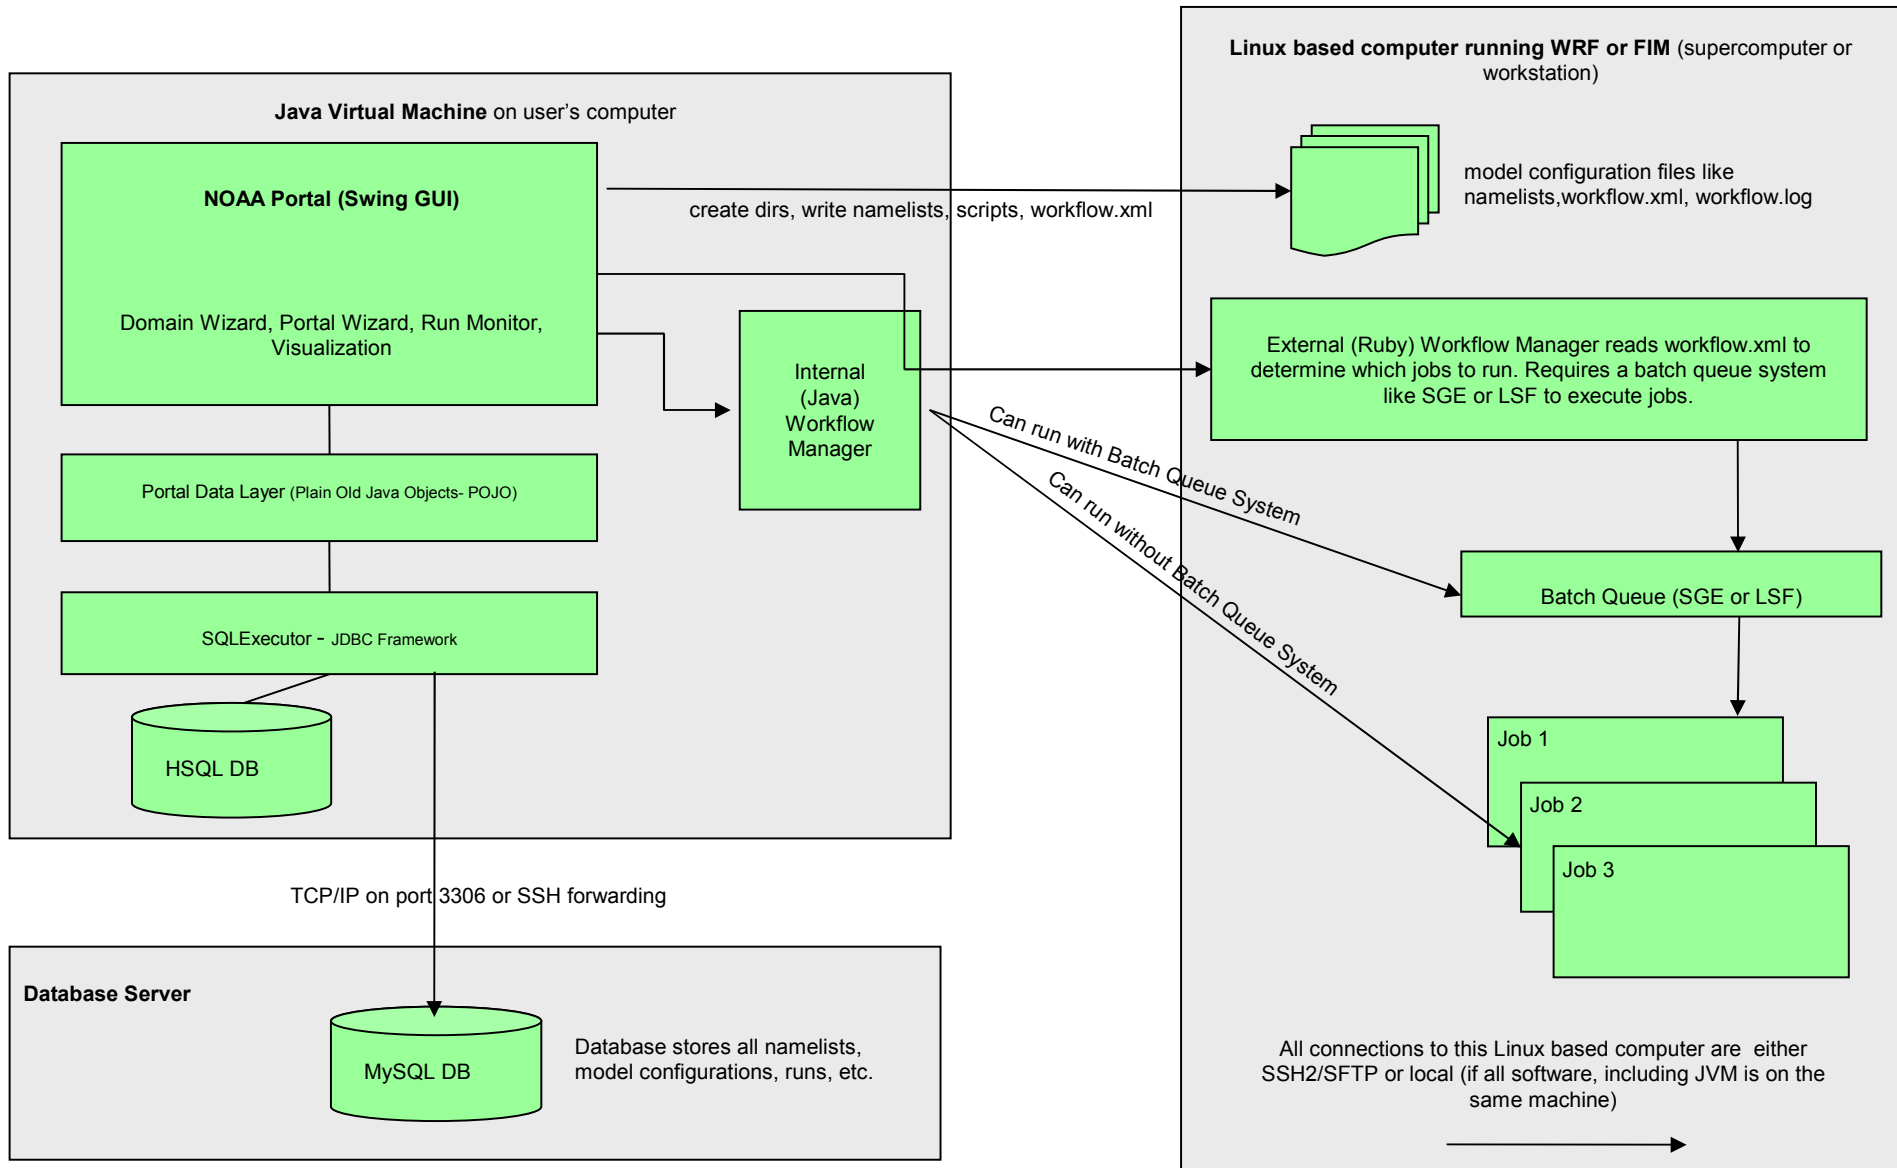 Linux based computer running WRF or FIM (supercomputer or
workstation)
Java Virtual Machine on user's computer
NOAA Portal (Swing GUI)
Domain Wizard, Portal Wizard, Run Monitor,
Visualization
create dirs, write namelists, scripts, workflow.xml
model configuration files like
namelists,workflow.xml, workflow.log
Internal
(Java)
Workflow
Manager
External (Ruby) Workflow Manager reads workflow.xml to
determine which jobs to run. Requires a batch queue system
like SGE or LSF to execute jobs.
Can run with Batch Queue System
Can run without Batch Queue System
Portal Data Layer (Plain Old Java Objects- POJO)
SQLExecutor - JDBC Framework
HSQL DB
Batch Queue (SGE or LSF)
Job 1
Job 2
Job 3
TCP/IP on port 3306 or SSH forwarding
Database Server
MySQL DB
Database stores all namelists,
model configurations, runs, etc.
All connections to this Linux based computer are either
SSH2/SFTP or local (if all software, including JVM is on the
same machine)